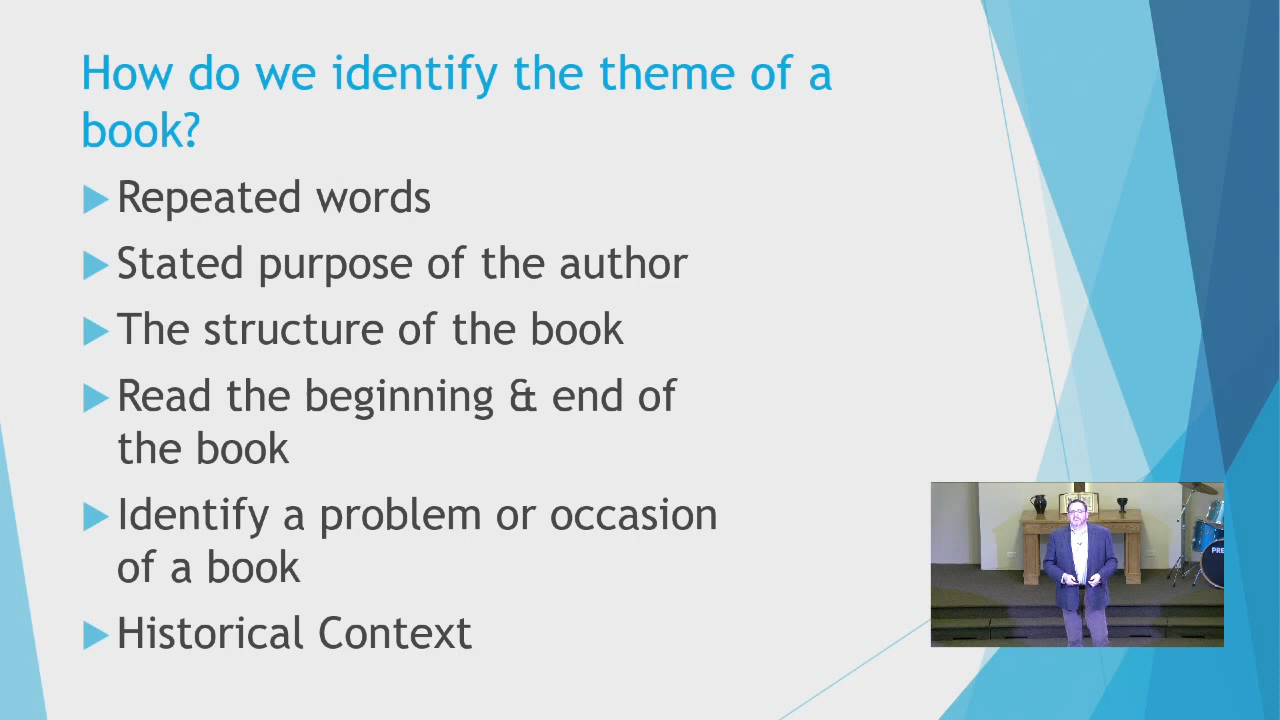 How do we identify the theme of a
book?
Repeated words
Stated purpose of the author
The structure of the book
Read the beginning & end of
the book
Identify a problem or occasion
of a book
Historical Context
PRE